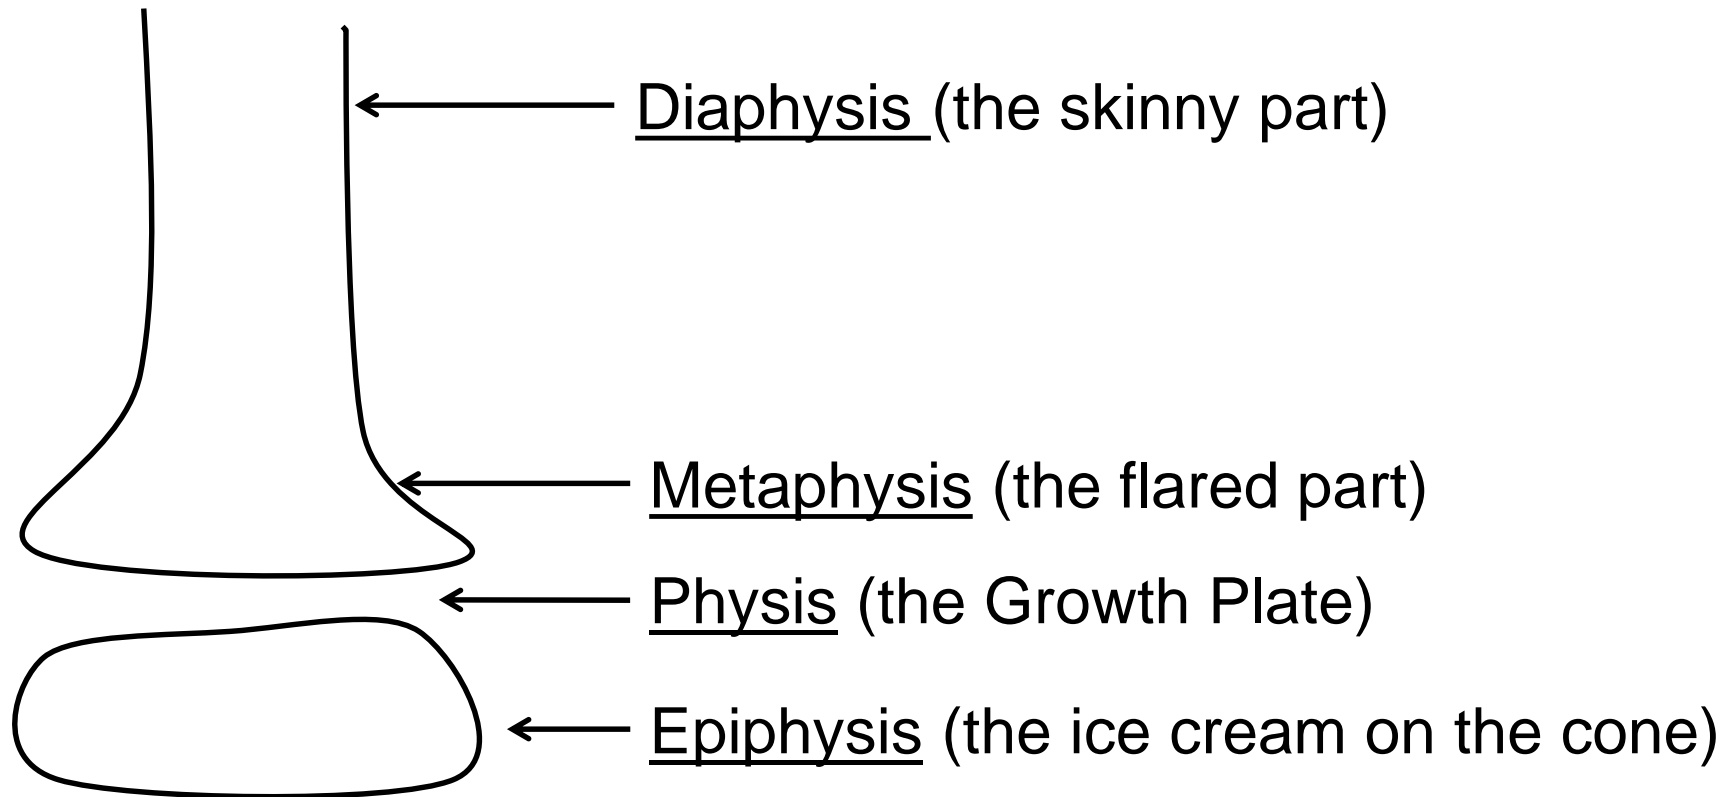 Diaphysis (the skinny part)
Metaphysis (the flared part)
Physis (the Growth Plate)
Epiphysis (the ice cream on the cone)